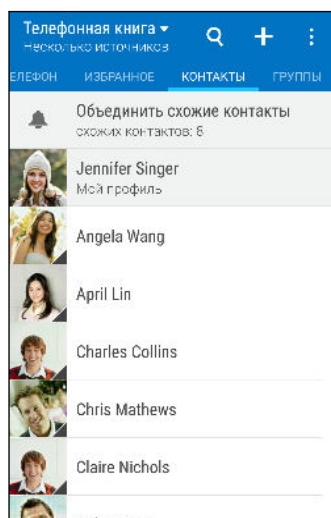 Телефонная книга
Несколько источников
ЕЛЕФОН ИЗБРАННОЕ КОНТАКТЫ ГРУППЫ
Объединить схожие контакты
схожих контактов: 8
Jennifer Singer
Мой профиль
Angela Wang
April Lin
Charles Collins
Chris Mathews
Claire Nichols